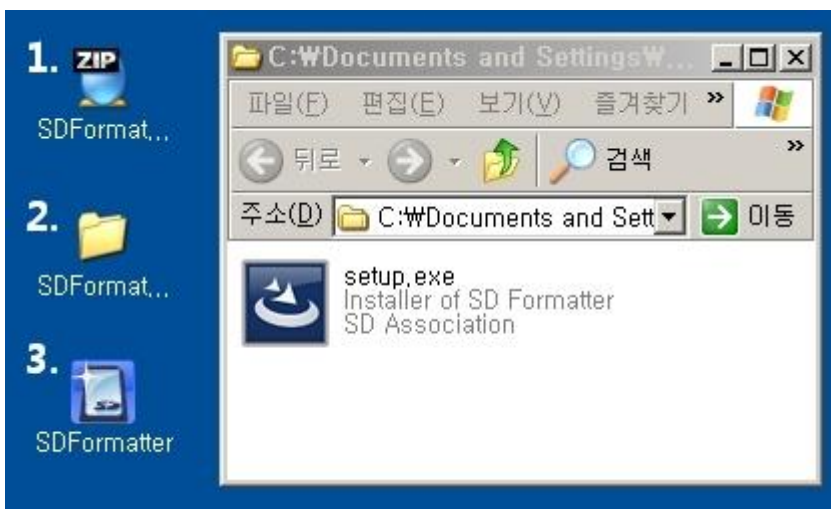 1. ZIP
SDFormat...
2.
SDFormat...
3.
SD
SDFormatter
C:₩Documents and Settings₩...
파일(F) 편집(E) 보기(V) 즐겨찾기 »
뒤로 검색 »
주소(D) C:₩Documents and Sett 이동
setup.exe
Installer of SD Formatter
SD Association